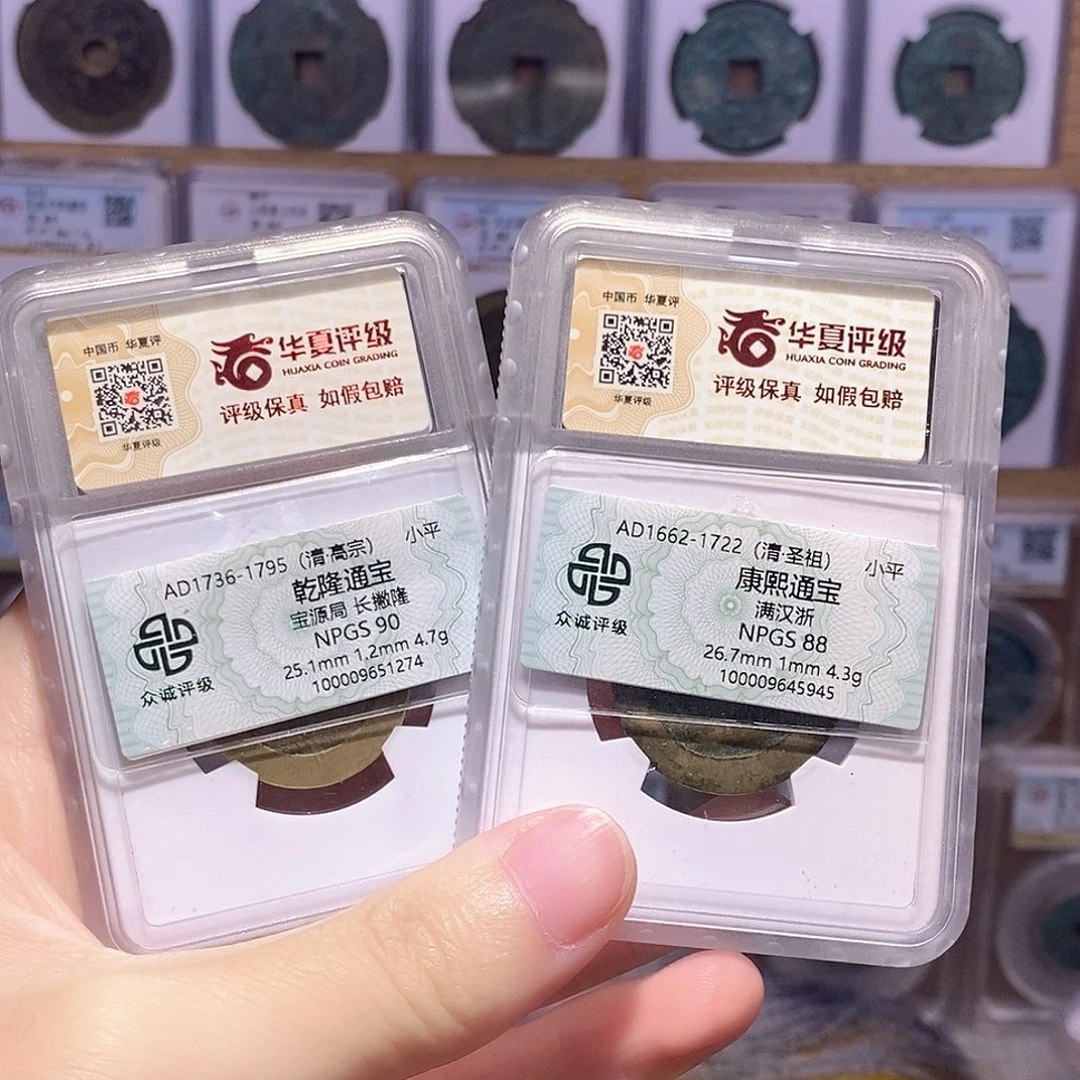 中国币 华夏评
华夏评级
HUAXIA COIN GRADING
评级保真 如假包赔
华夏评级
AD1736-1795（清·高宗） 小平
乾隆通宝
宝源局 长撇隆
NPGS 90
25.1mm 1.2mm 4.7g
100009651274
众诚评级
中国币 华夏评
华夏评级
HUAXIA COIN GRADING
评级保真 如假包赔
华夏评级
AD1662-1722（清·圣祖） 小平
康熙通宝
满汉浙
NPGS 88
26.7mm 1mm 4.3g
100009645945
众诚评级